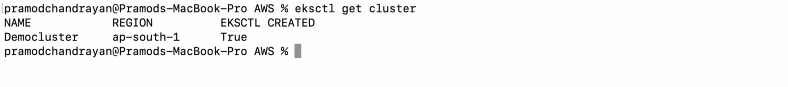 pramodchandrayan@Pramods-MacBook-Pro AWS % eksctl get cluster
NAME REGION EKSCTL CREATED
Democluster ap-south-1 True
pramodchandrayan@Pramods-MacBook-Pro AWS %